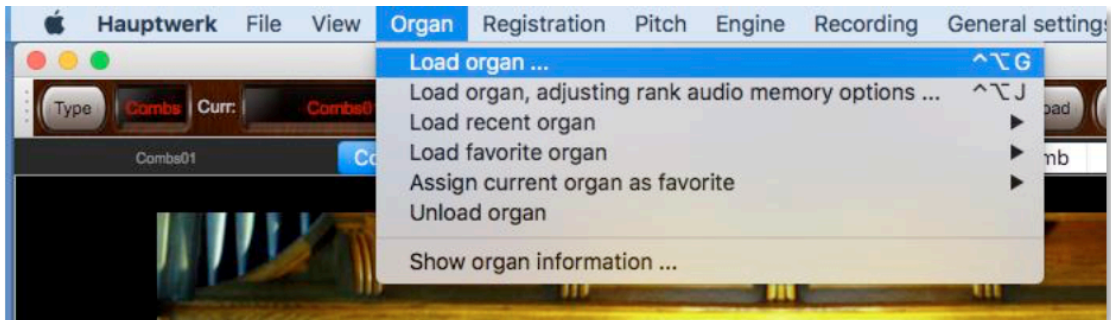 Hauptwerk File View Organ Registration Pitch Engine Recording General settings
Load organ ... ^⌥G
Type Combs Curr: Combs0
Load organ, adjusting rank audio memory options ... ^⌥J
Load recent organ
Combs01
Load favorite organ
Assign current organ as favorite
Unload organ
Show organ information ...